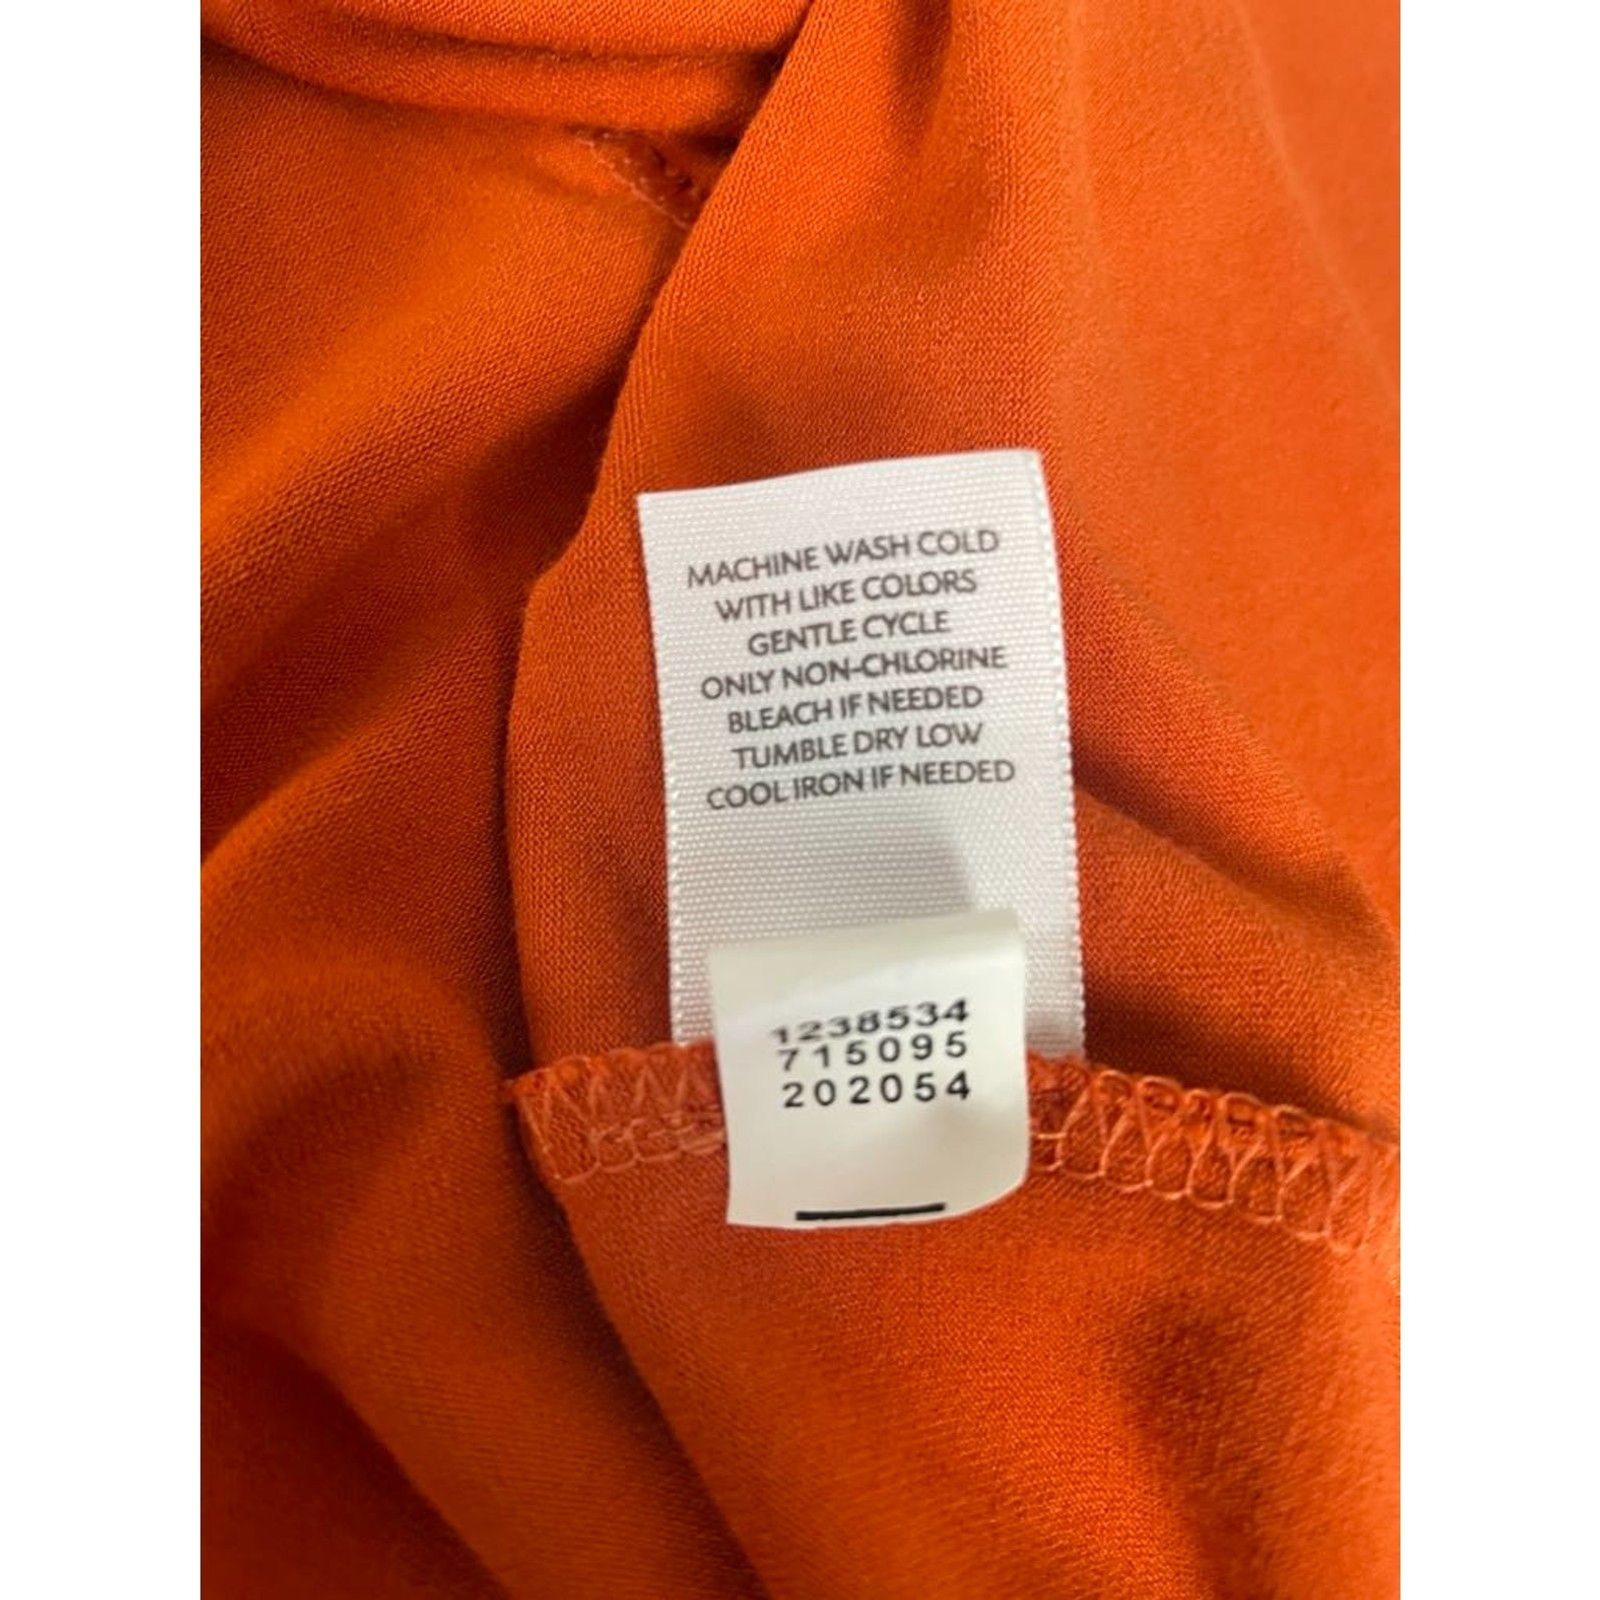 MACHINE WASH COLD
WITH LIKE COLORS
GENTLE CYCLE
ONLY NON-CHLORINE
BLEACH IF NEEDED
TUMBLE DRY LOW
COOL IRON IF NEEDED
1238534
715095
202054